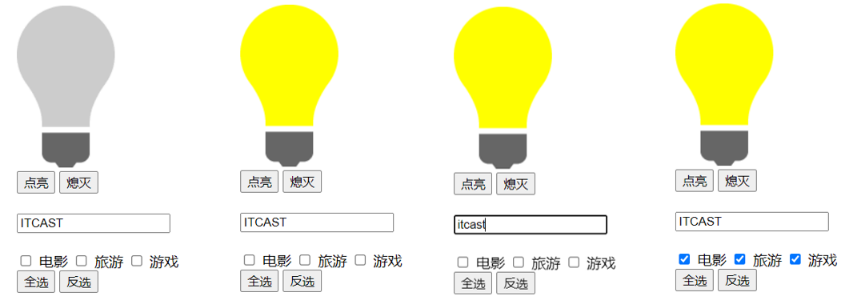 点亮 熄灭 点亮 熄灭 点亮 熄灭 点亮 熄灭
ITCAST ITCAST itcast ITCAST
电影 旅游 游戏 电影 旅游 游戏 电影 旅游 游戏 电影 旅游 游戏
全选 反选 全选 反选 全选 反选 全选 反选